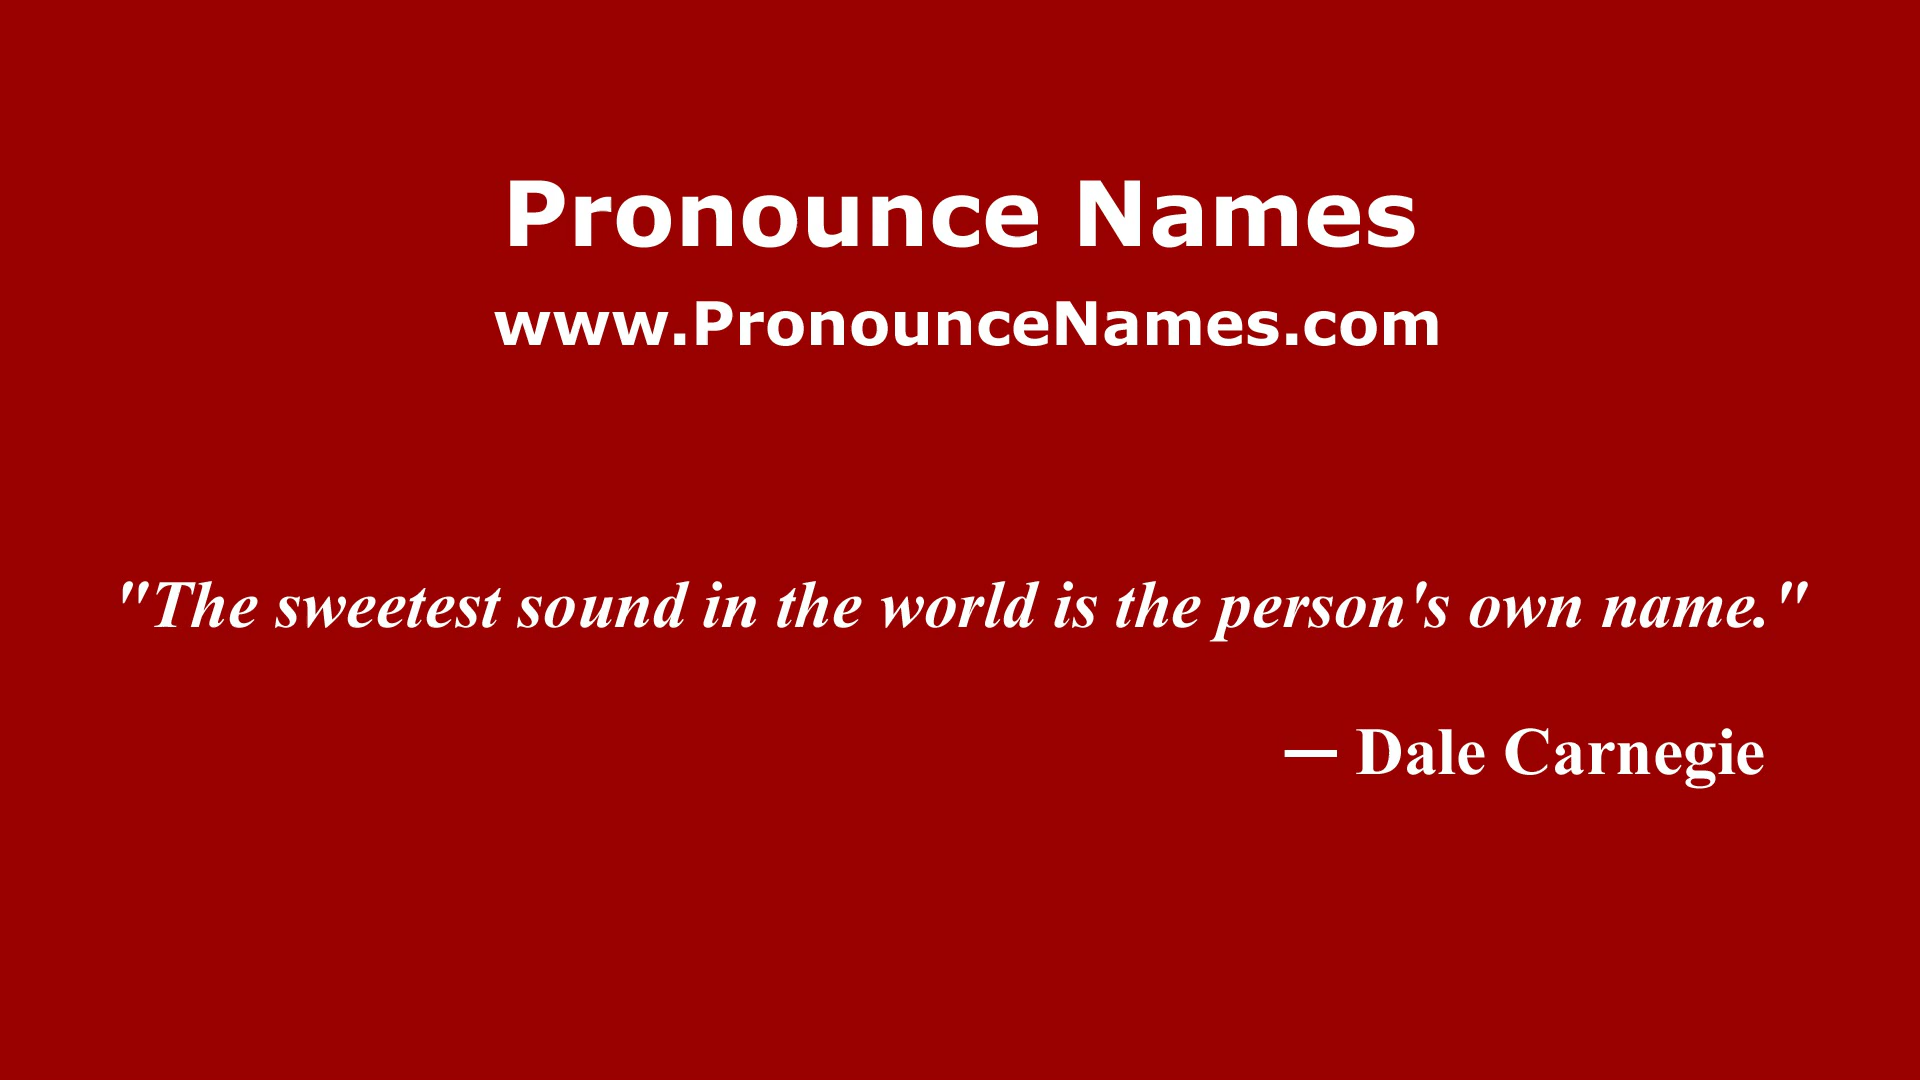 Pronounce Names
www.PronounceNames.com
"The sweetest sound in the world is the person's own name."
— Dale Carnegie